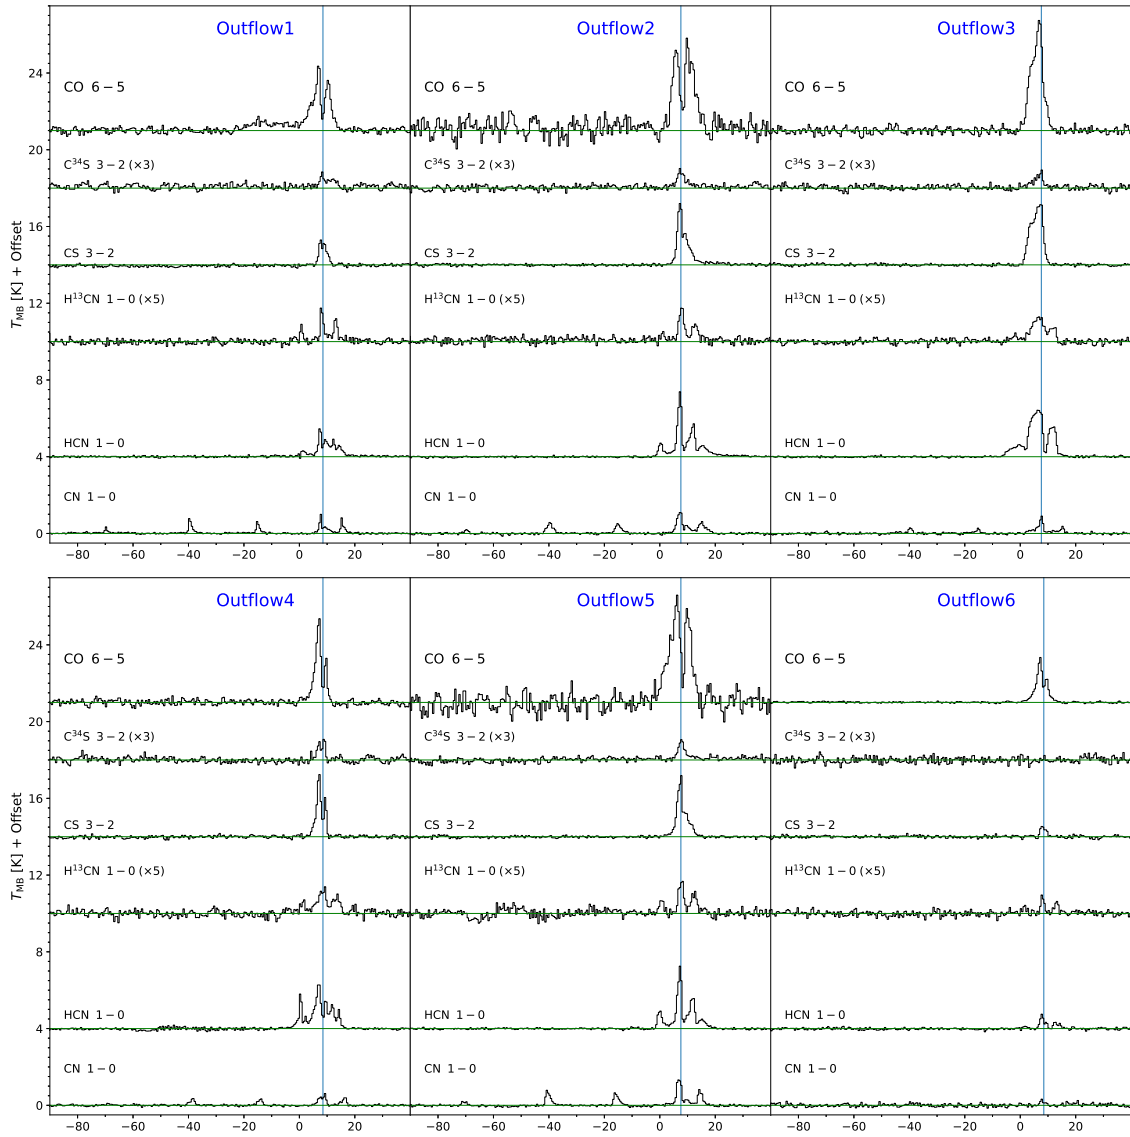 Outflow1 Outflow2 Outflow3
CO 6−5 CO 6−5 CO 6−5
24
20
C³⁴S 3−2 (×3) C³⁴S 3−2 (×3) C³⁴S 3−2 (×3)
16
CS 3−2 CS 3−2 CS 3−2
T_MB [K] + Offset
H¹³CN 1−0 (×5) H¹³CN 1−0 (×5) H¹³CN 1−0 (×5)
12
8
HCN 1−0 HCN 1−0 HCN 1−0
4
CN 1−0 CN 1−0 CN 1−0
0
−80 −60 −40 −20 0 20 −80 −60 −40 −20 0 20 −80 −60 −40 −20 0 20
Outflow4 Outflow5 Outflow6
CO 6−5 CO 6−5 CO 6−5
24
20
C³⁴S 3−2 (×3) C³⁴S 3−2 (×3) C³⁴S 3−2 (×3)
16
CS 3−2 CS 3−2 CS 3−2
T_MB [K] + Offset
H¹³CN 1−0 (×5) H¹³CN 1−0 (×5) H¹³CN 1−0 (×5)
12
8
HCN 1−0 HCN 1−0 HCN 1−0
4
CN 1−0 CN 1−0 CN 1−0
0
−80 −60 −40 −20 0 20 −80 −60 −40 −20 0 20 −80 −60 −40 −20 0 20